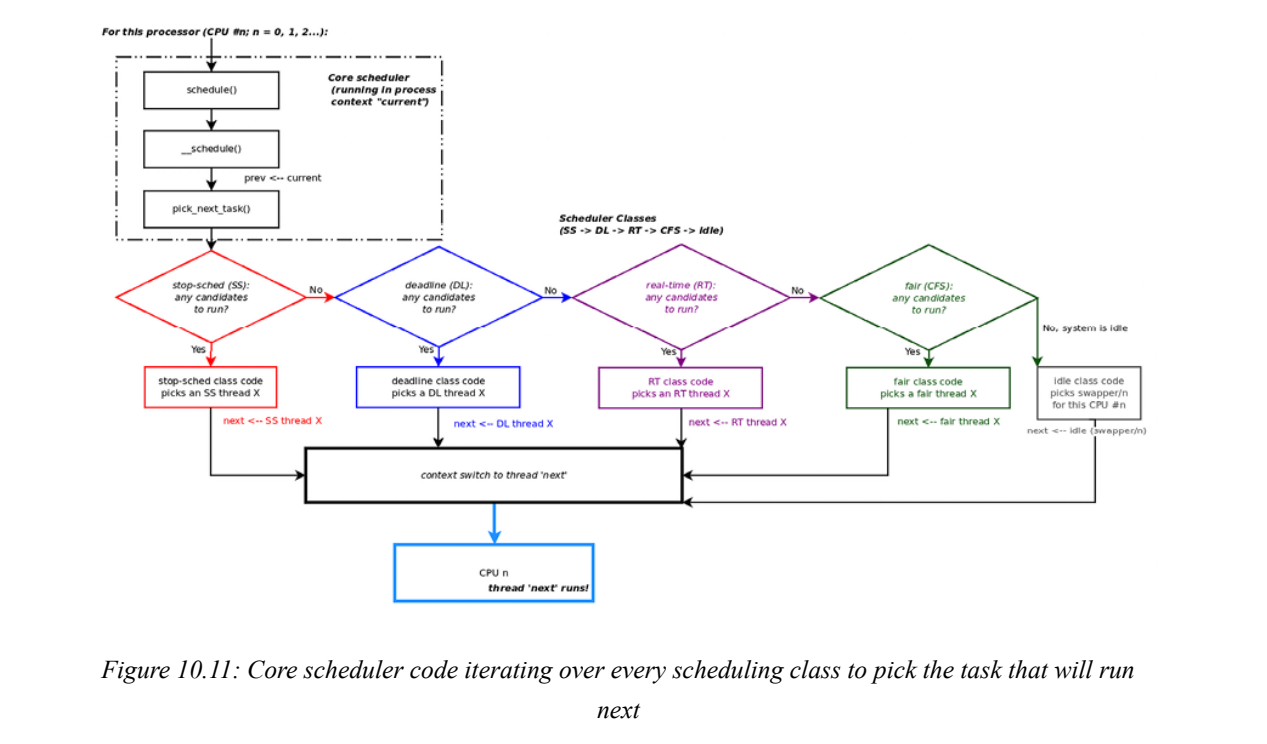 For this processor (CPU #n; n = 0, 1, 2...):
schedule()
Core scheduler
(running in process
context "current")
__schedule()
prev <-- current
pick_next_task()
Scheduler Classes
(SS -> DL -> RT -> CFS -> Idle)
stop-sched (SS):
any candidates
to run?
No
deadline (DL):
any candidates
to run?
No
real-time (RT):
any candidates
to run?
No
fair (CFS):
any candidates
to run?
No, system is idle
Yes
Yes
Yes
Yes
stop-sched class code
picks an SS thread X
deadline class code
picks a DL thread X
RT class code
picks an RT thread X
fair class code
picks a fair thread X
idle class code
picks swapper/n
for this CPU #n
next <-- SS thread X
next <-- DL thread X
next <-- RT thread X
next <-- fair thread X
next <-- idle (swapper/n)
context switch to thread 'next'
CPU n
thread 'next' runs!
Figure 10.11: Core scheduler code iterating over every scheduling class to pick the task that will run
next